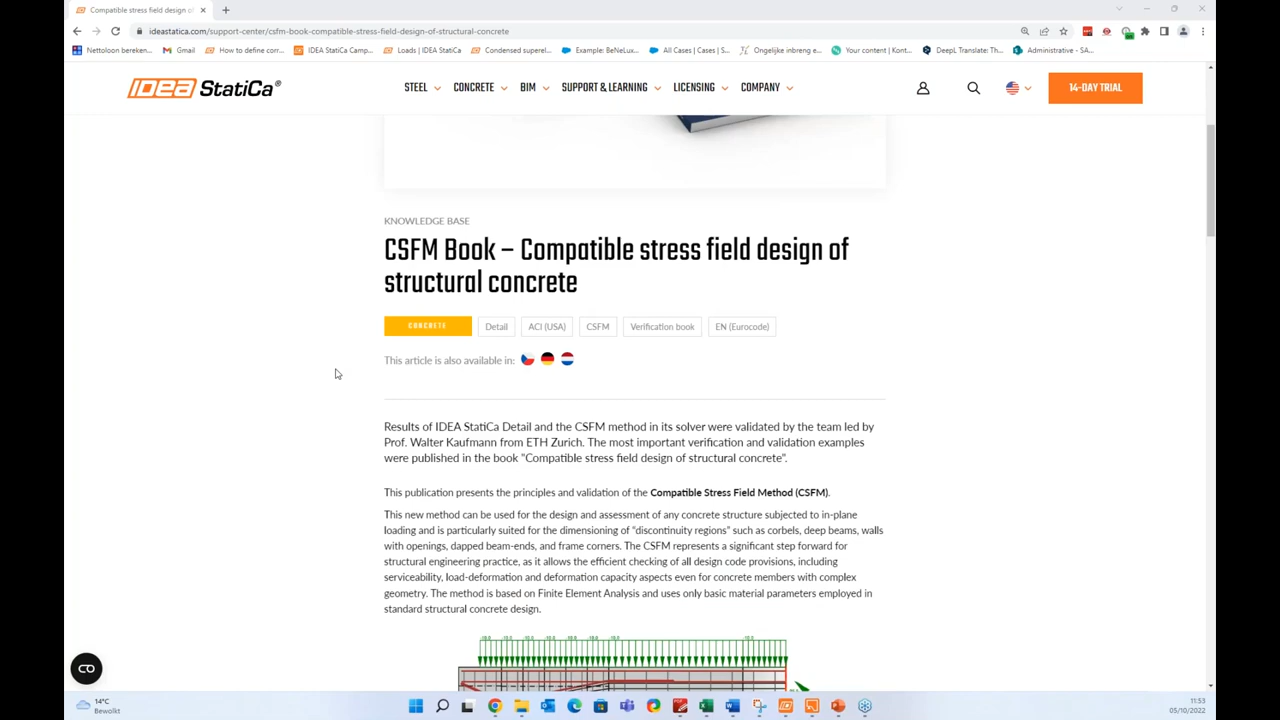 Compatible stress field design of
ideastatica.com/support-center/csfm-book-compatible-stress-field-design-of-structural-concrete
Nettoloon bereken... Gmail How to define corr... IDEA StatiCa Camp... Loads | IDEA StatiCa Condensed superel... Example: BeNeLux... All Cases | Cases | S... Ongelijke inbreng e... Your content | Kont... DeepL Translate: Th... Administrative - SA...
IDEA StatiCa® STEEL CONCRETE BIM SUPPORT & LEARNING LICENSING COMPANY 14-DAY TRIAL
KNOWLEDGE BASE
CSFM Book – Compatible stress field design of
structural concrete
CONCRETE Detail ACI (USA) CSFM Verification book EN (Eurocode)
This article is also available in:
Results of IDEA StatiCa Detail and the CSFM method in its solver were validated by the team led by
Prof. Walter Kaufmann from ETH Zurich. The most important verification and validation examples
were published in the book "Compatible stress field design of structural concrete".
This publication presents the principles and validation of the Compatible Stress Field Method (CSFM).
This new method can be used for the design and assessment of any concrete structure subjected to in-plane
loading and is particularly suited for the dimensioning of "discontinuity regions" such as corbels, deep beams, walls
with openings, dapped beam-ends, and frame corners. The CSFM represents a significant step forward for
structural engineering practice, as it allows the efficient checking of all design code provisions, including
serviceability, load-deformation and deformation capacity aspects even for concrete members with complex
geometry. The method is based on Finite Element Analysis and uses only basic material parameters employed in
standard structural concrete design.
14°C
Bewolkt
11:53
05/10/2022